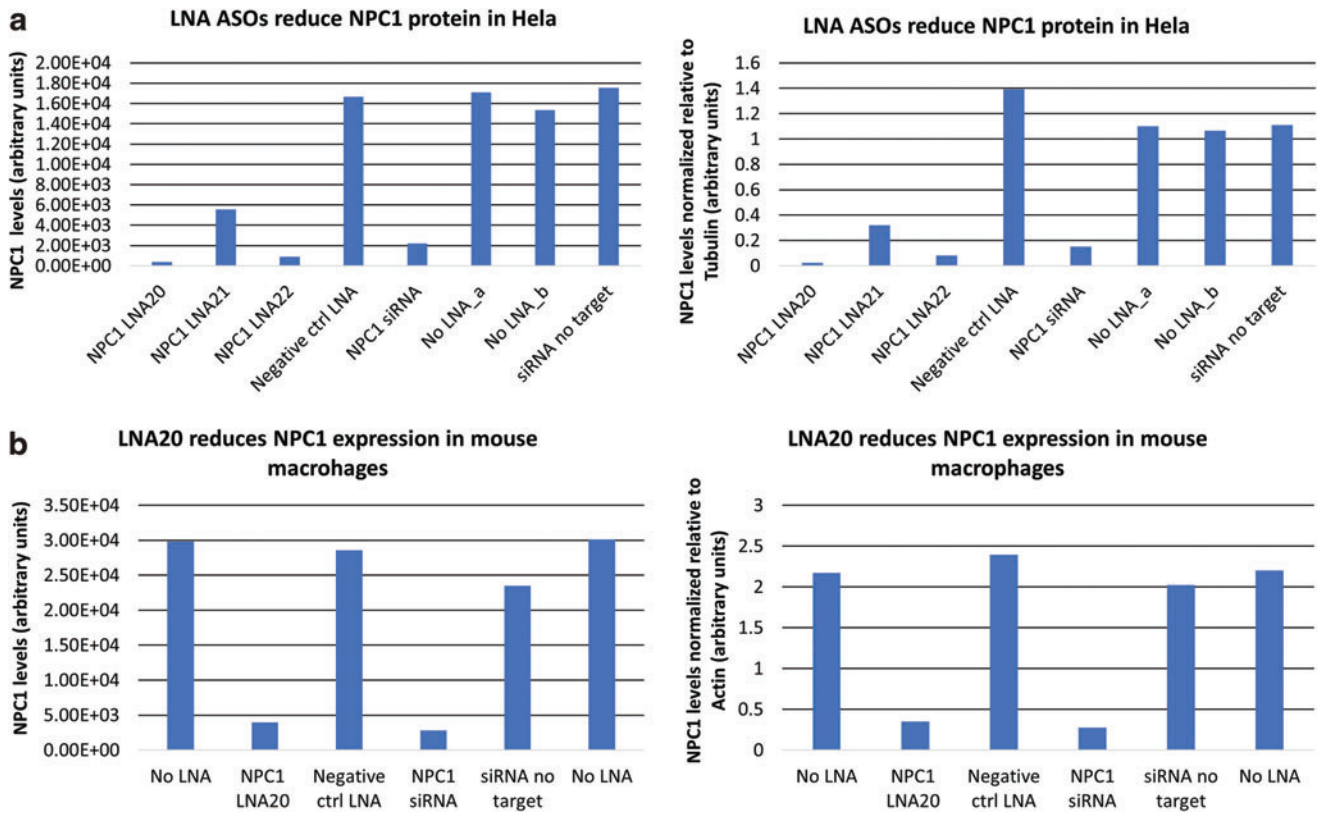 a
LNA ASOs reduce NPC1 protein in Hela
NPC1 levels (arbitrary units)
2.00E+04
1.80E+04
1.60E+04
1.40E+04
1.20E+04
1.00E+04
8.00E+03
6.00E+03
4.00E+03
2.00E+03
0.00E+00
NPC1 LNA20
NPC1 LNA21
NPC1 LNA22
Negative ctrl LNA
NPC1 siRNA
No LNA_a
No LNA_b
siRNA no target
LNA ASOs reduce NPC1 protein in Hela
NPC1 levels normalized relative to
Tubulin (arbitrary units)
1.6
1.4
1.2
1
0.8
0.6
0.4
0.2
0
NPC1 LNA20
NPC1 LNA21
NPC1 LNA22
Negative ctrl LNA
NPC1 siRNA
No LNA_a
No LNA_b
siRNA no target
b
LNA20 reduces NPC1 expression in mouse
macrohages
NPC1 levels (arbitrary units)
3.50E+04
3.00E+04
2.50E+04
2.00E+04
1.50E+04
1.00E+04
5.00E+03
0.00E+00
No LNA
NPC1
LNA20
Negative
ctrl LNA
NPC1
siRNA
siRNA no
target
No LNA
LNA20 reduces NPC1 expression in mouse
macrophages
NPC1 levels normalized relative to
Actin (arbitrary units)
3
2.5
2
1.5
1
0.5
0
No LNA
NPC1
LNA20
Negative
ctrl LNA
NPC1
siRNA
siRNA no
target
No LNA